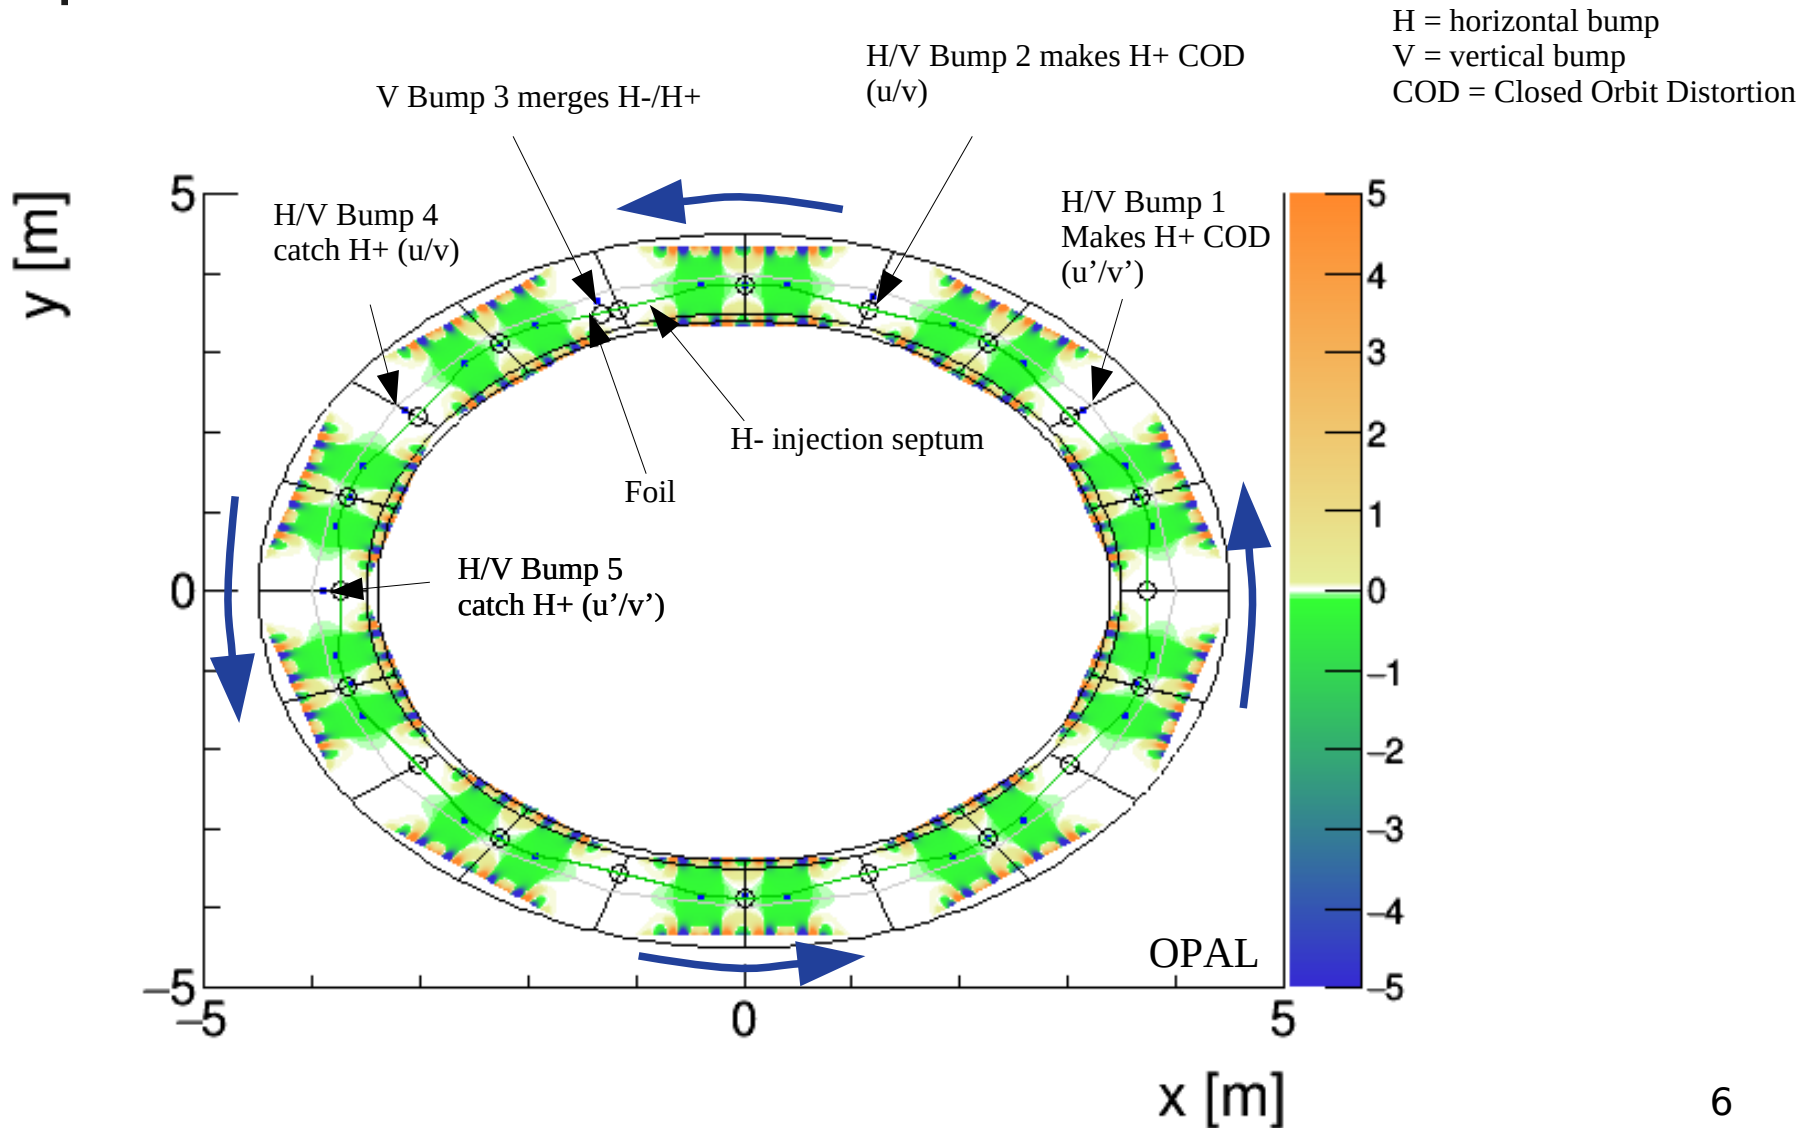 H = horizontal bump
V = vertical bump
COD = Closed Orbit Distortion
H/V Bump 2 makes H+ COD
(u/v)
V Bump 3 merges H-/H+
H/V Bump 4
catch H+ (u/v)
H/V Bump 1
Makes H+ COD
(u’/v’)
H- injection septum
Foil
H/V Bump 5
catch H+ (u’/v’)
OPAL
y [m]
5
0
−5
−5
0
5
x [m]
5
4
3
2
1
0
−1
−2
−3
−4
−5
6